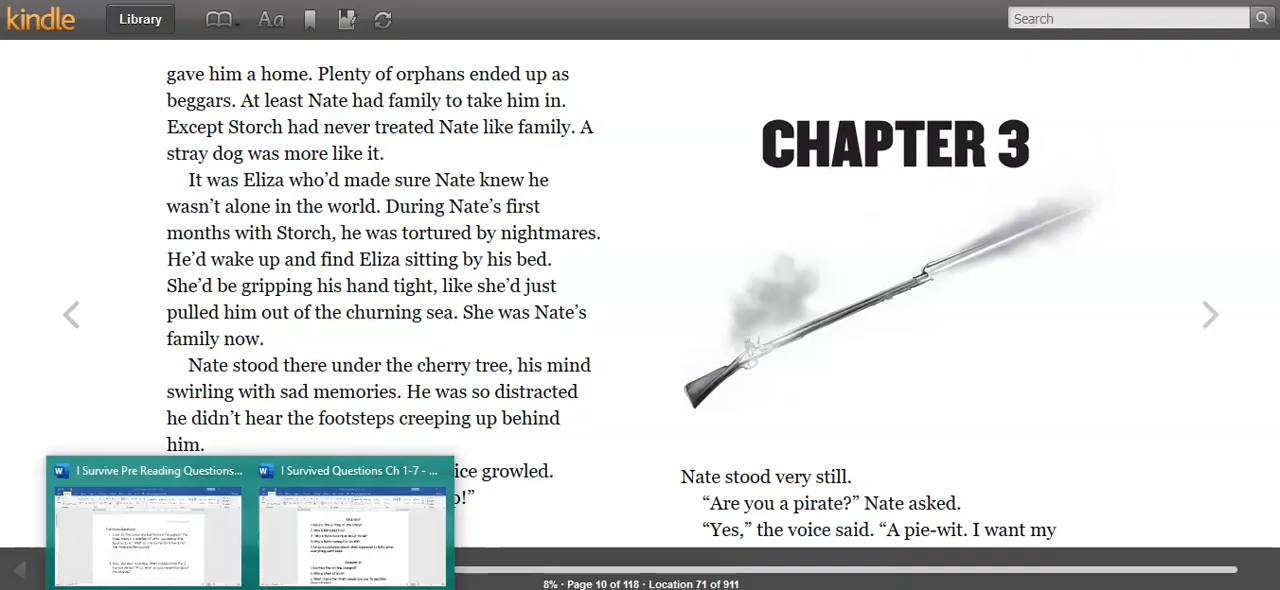 kindle
Library
Aa
Search
gave him a home. Plenty of orphans ended up as
beggars. At least Nate had family to take him in.
Except Storch had never treated Nate like family. A
stray dog was more like it.
It was Eliza who’d made sure Nate knew he
wasn’t alone in the world. During Nate’s first
months with Storch, he was tortured by nightmares.
He’d wake up and find Eliza sitting by his bed.
She’d be gripping his hand tight, like she’d just
pulled him out of the churning sea. She was Nate’s
family now.
Nate stood there under the cherry tree, his mind
swirling with sad memories. He was so distracted
he didn’t hear the footsteps creeping up behind
him.
ice growled.
p!”
I Survive Pre Reading Questions...
I Survived Questions Ch 1-7 - ...
CHAPTER 3
Nate stood very still.
“Are you a pirate?” Nate asked.
“Yes,” the voice said. “A pie-wit. I want my
8% · Page 10 of 118 · Location 71 of 911